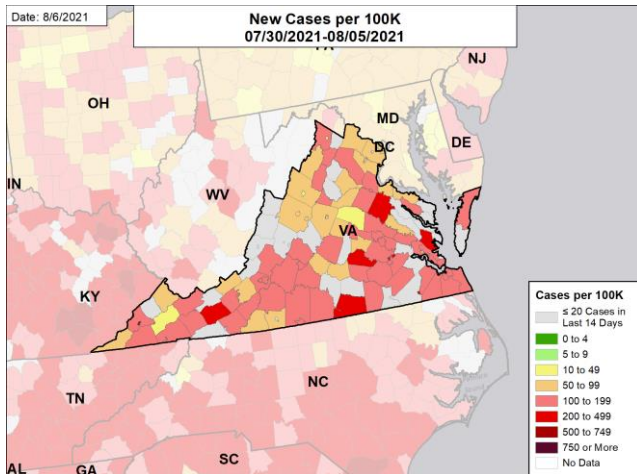 Date: 8/6/2021
New Cases per 100K
07/30/2021-08/05/2021
NJ
OH
MD
DC
DE
IN
WV
VA
KY
TN
NC
AL
GA
SC
Cases per 100K
≤ 20 Cases in
Last 14 Days
0 to 4
5 to 9
10 to 49
50 to 99
100 to 199
200 to 499
500 to 749
750 or More
No Data